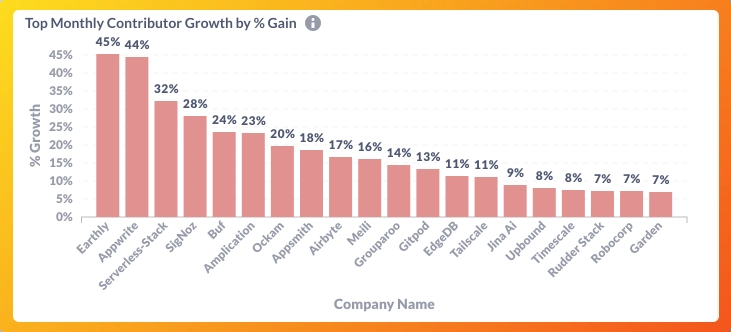 Top Monthly Contributor Growth by % Gain i
45% 44% 32% 28% 24% 23% 20% 18% 17% 16% 14% 13% 11% 11% 9% 8% 8% 7% 7% 7%
% Growth
45%
40%
35%
30%
25%
20%
15%
10%
5%
0%
Earthly
Appwrite
Serverless-Stack
SigNoz
Buf
Amplication
Ockam
Appsmith
Airbyte
Meili
Grouparoo
Gitpod
EdgeDB
Tailscale
Jina Ai
Upbound
Timescale
Rudder Stack
Robocorp
Garden
Company Name